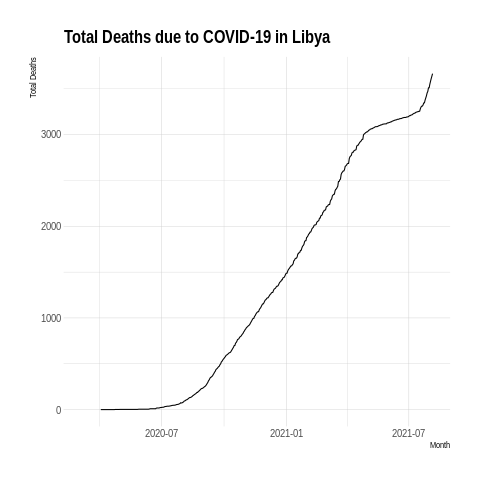 Total Deaths due to COVID-19 in Libya
Total Deaths
3000
2000
1000
0
2020-07
2021-01
2021-07
Month